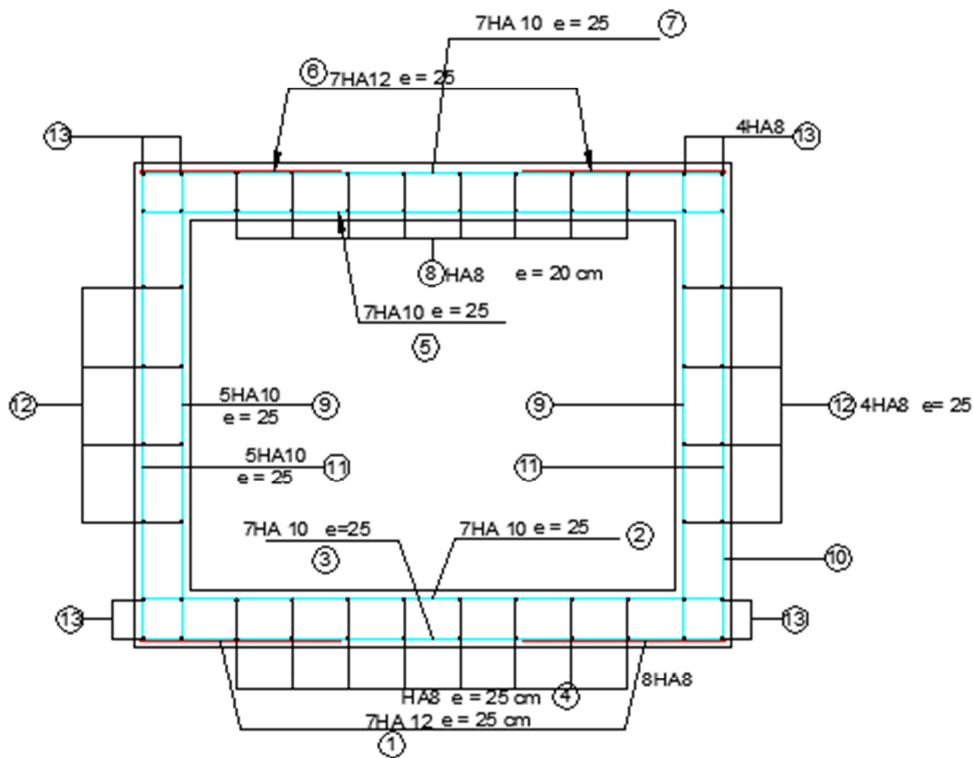 7HA 10 e = 25 7
6 7HA12 e = 25
13 4HA8 13
8 HA8 e = 20 cm
7HA10 e = 25
5
12 5HA10 9 9 12 4HA8 e= 25
e = 25
5HA10 11 11
e = 25
7HA 10 e=25 7HA 10 e = 25 2
3 10
13 13
8HA8
HA8 e = 25 cm 4
7HA 12 e = 25 cm
1